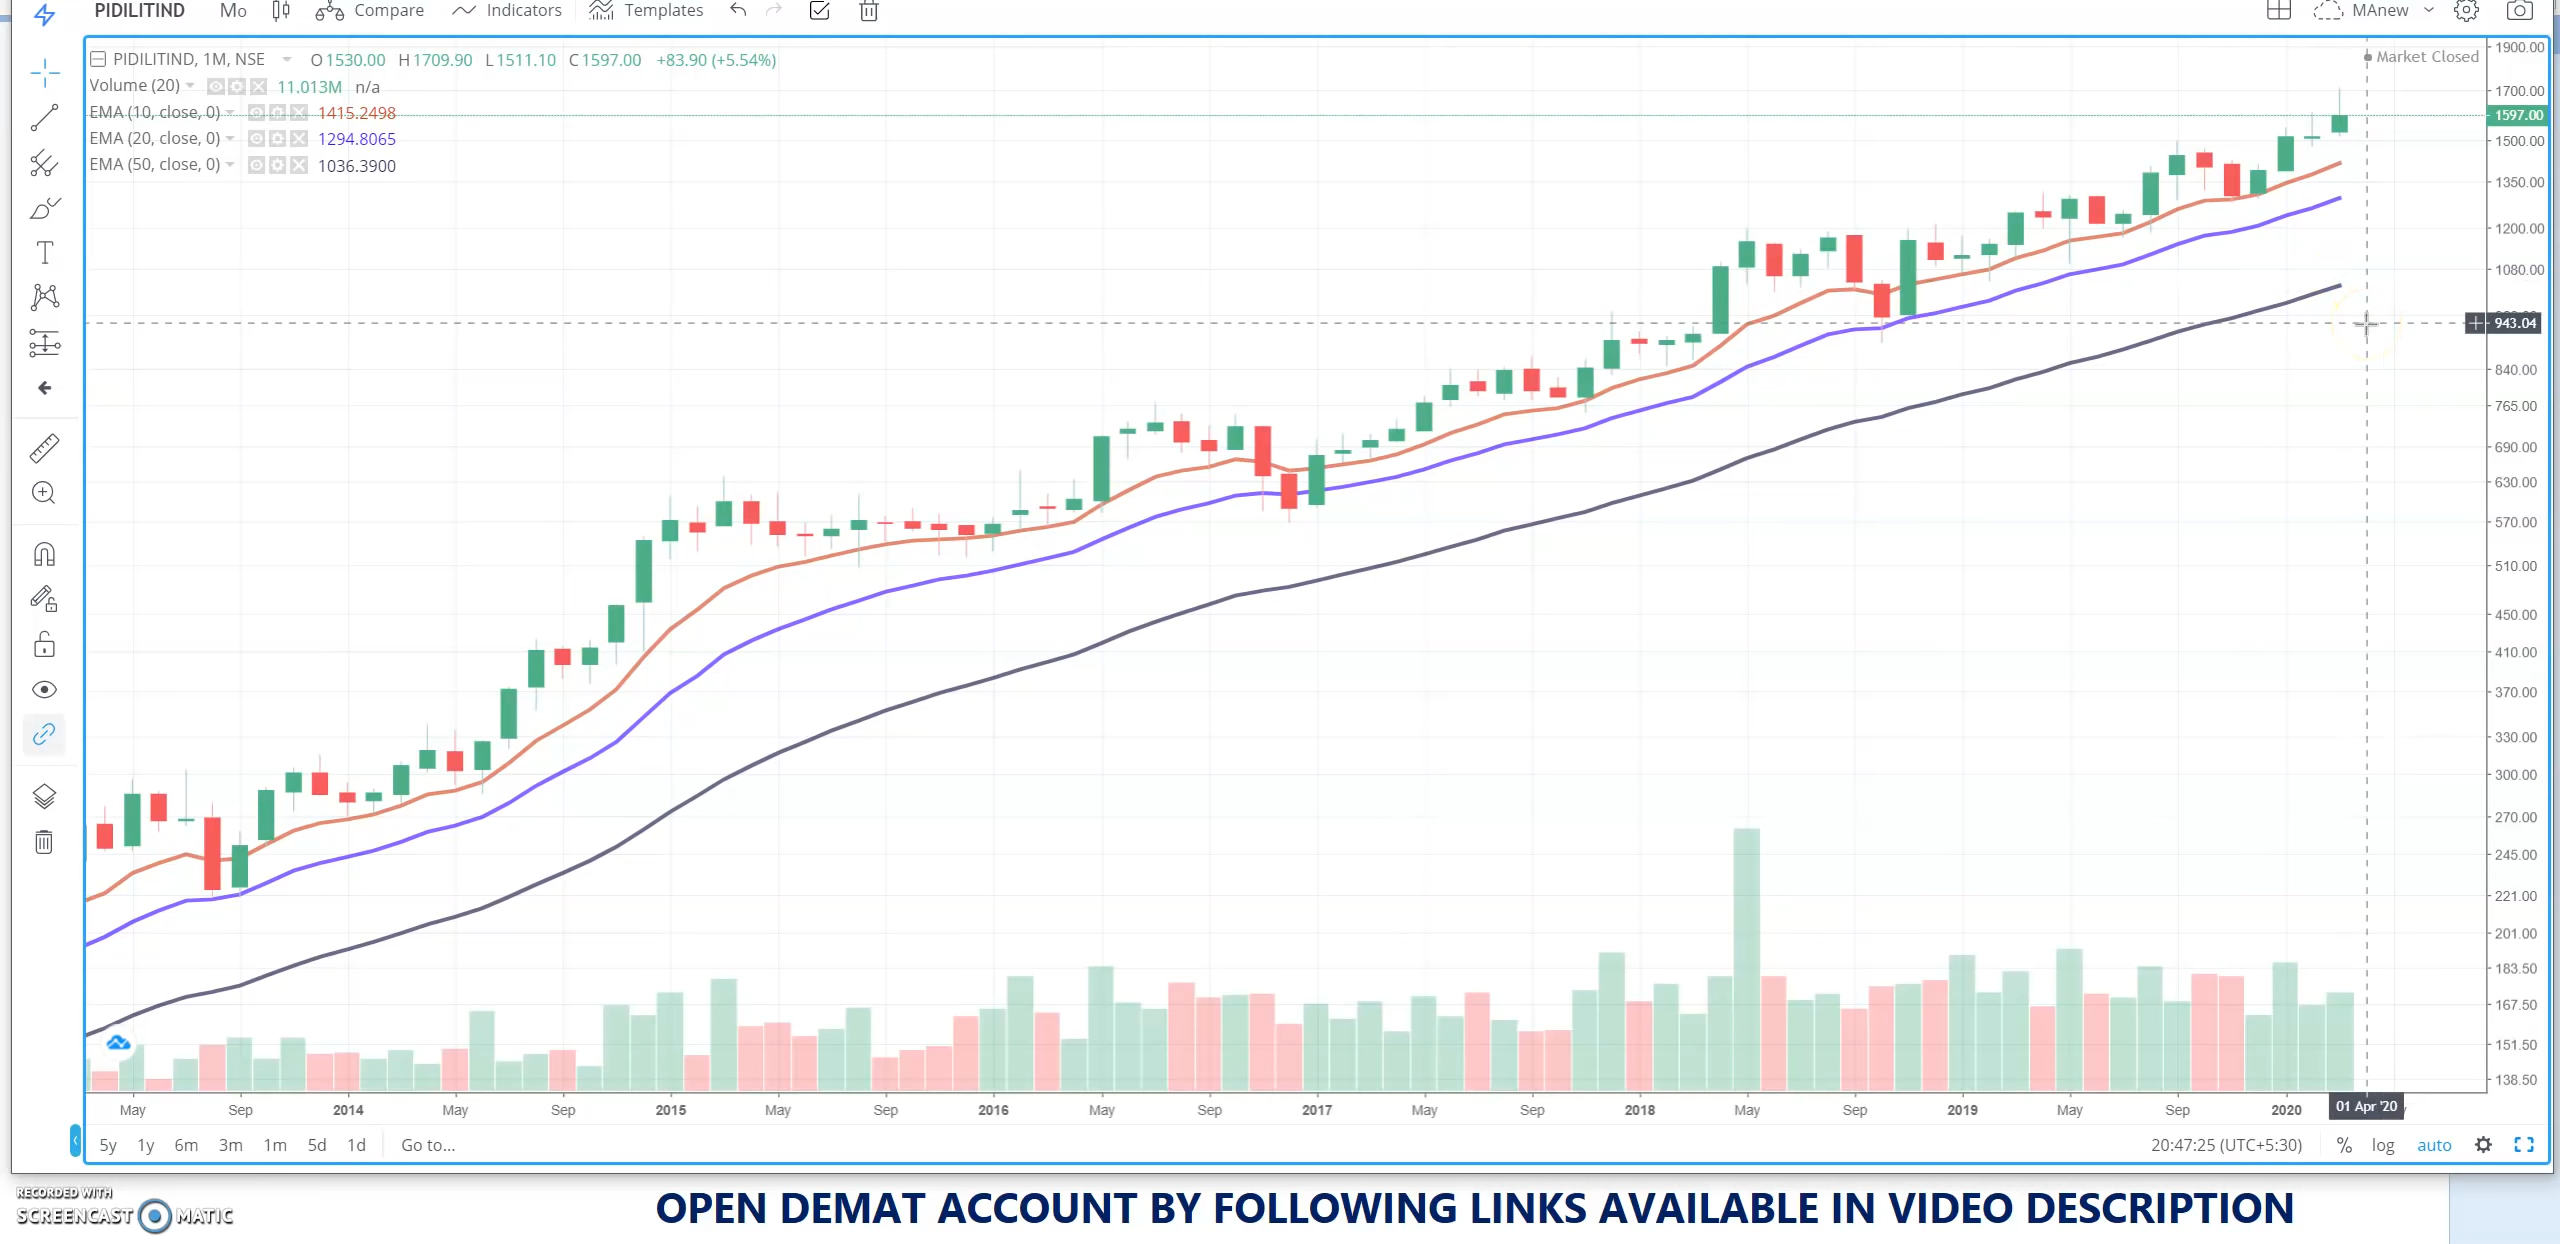 PIDILITIND Mo Compare Indicators Templates MAnew
PIDILITIND, 1M, NSE O1530.00 H1709.90 L1511.10 C1597.00 +83.90 (+5.54%)
Market Closed
Volume (20) 11.013M n/a
EMA (10, close, 0) 1415.2498
EMA (20, close, 0) 1294.8065
EMA (50, close, 0) 1036.3900
1900.00
1700.00
1597.00
1500.00
1350.00
1200.00
1080.00
943.04
840.00
765.00
690.00
630.00
570.00
510.00
450.00
410.00
370.00
330.00
300.00
270.00
245.00
221.00
201.00
183.50
167.50
151.50
138.50
May Sep 2014 May Sep 2015 May Sep 2016 May Sep 2017 May Sep 2018 May Sep 2019 May Sep 2020 01 Apr '20
5y 1y 6m 3m 1m 5d 1d Go to... 20:47:25 (UTC+5:30) % log auto
RECORDED WITH
SCREENCAST MATIC
OPEN DEMAT ACCOUNT BY FOLLOWING LINKS AVAILABLE IN VIDEO DESCRIPTION